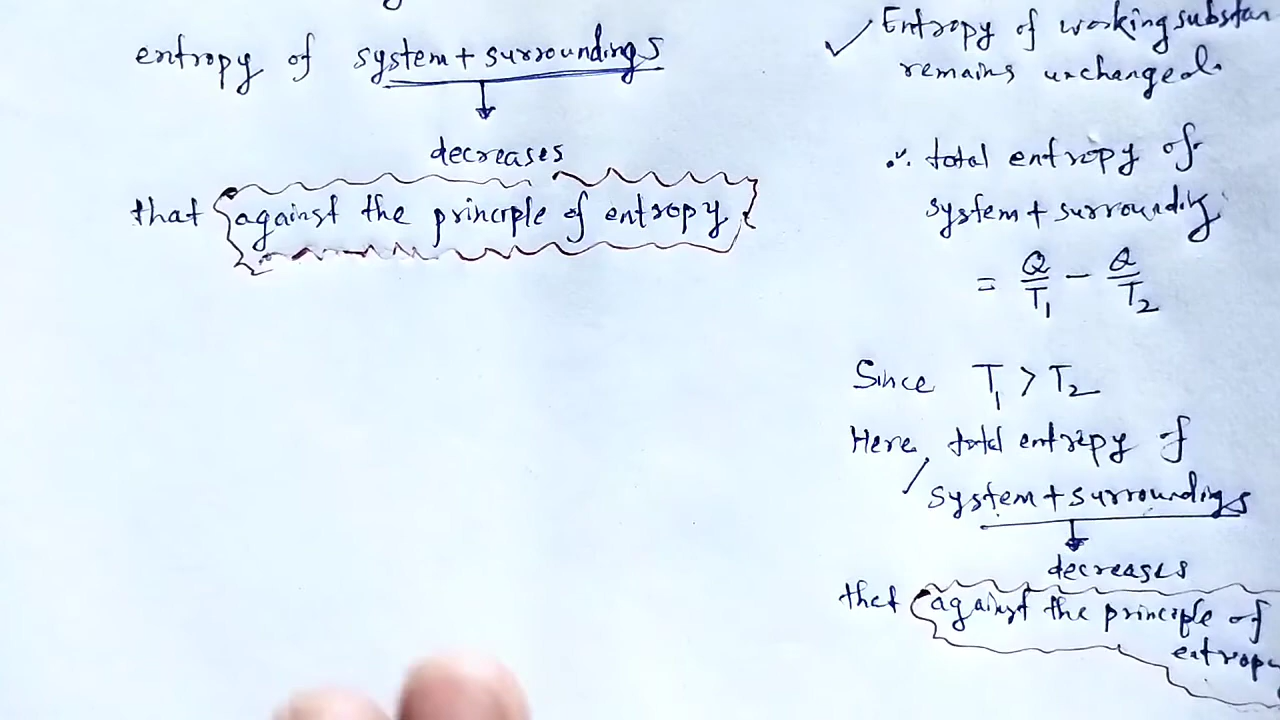 entropy of system + surroundings
decreases
that against the principle of entropy
Entropy of working substan
remains unchanged.
∴ total entropy of
system + surrounding
= Q/T₁ - Q/T₂
Since T₁ > T₂
Here, total entropy of
system + surroundings
decreases
that against the principle of
entropy